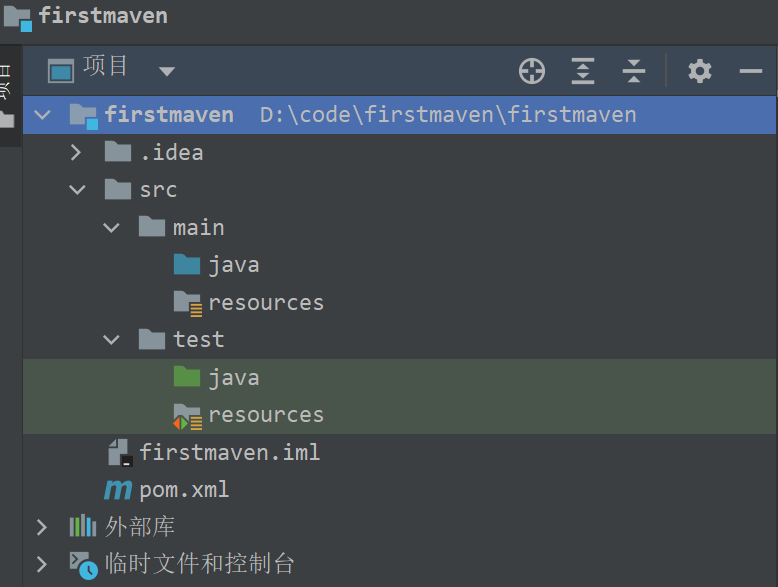 firstmaven
项目
项目
firstmaven D:\code\firstmaven\firstmaven
.idea
src
main
java
resources
test
java
resources
firstmaven.iml
pom.xml
外部库
临时文件和控制台